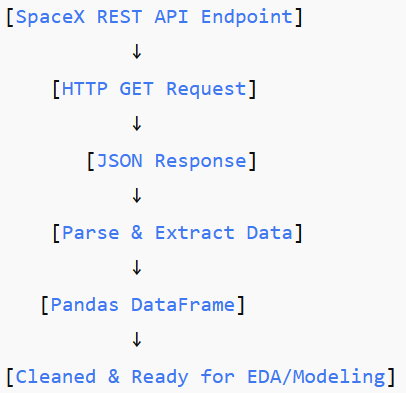 [SpaceX REST API Endpoint]
↓
[HTTP GET Request]
↓
[JSON Response]
↓
[Parse & Extract Data]
↓
[Pandas DataFrame]
↓
[Cleaned & Ready for EDA/Modeling]